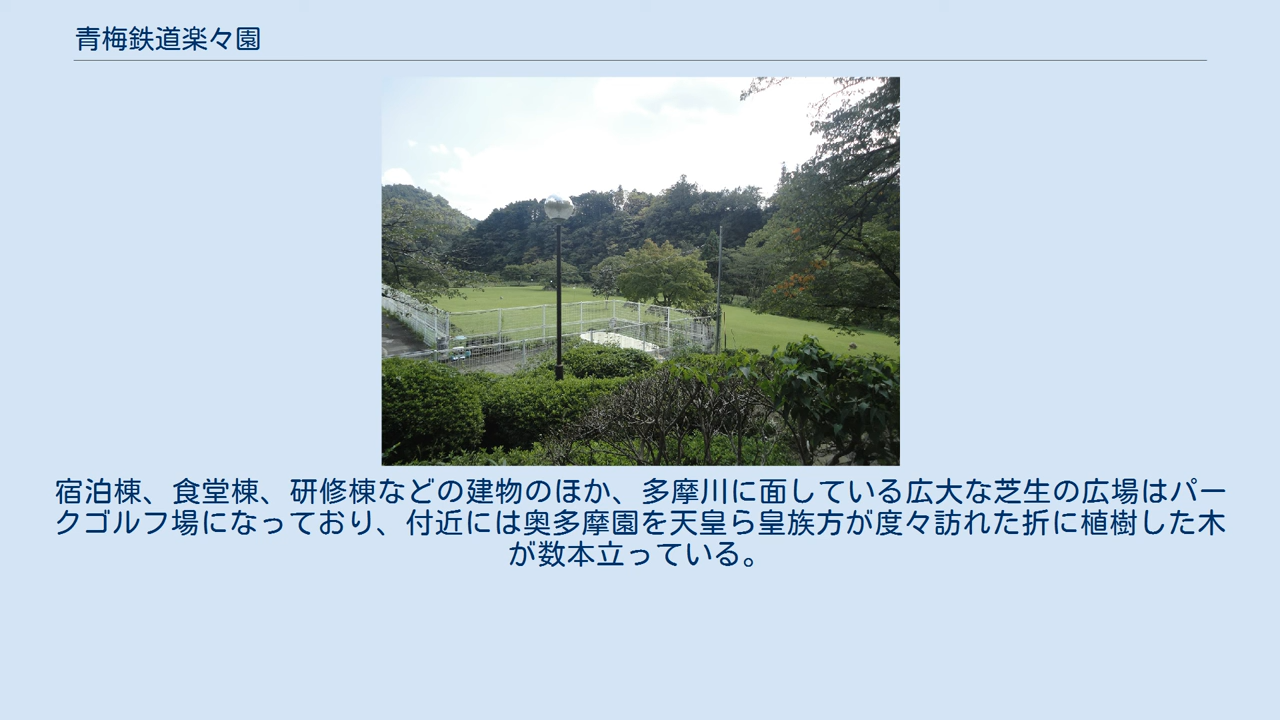 青梅鉄道楽々園
宿泊棟、食堂棟、研修棟などの建物のほか、多摩川に面している広大な芝生の広場はパー
クゴルフ場になっており、付近には奥多摩園を天皇ら皇族方が度々訪れた折に植樹した木
が数本立っている。